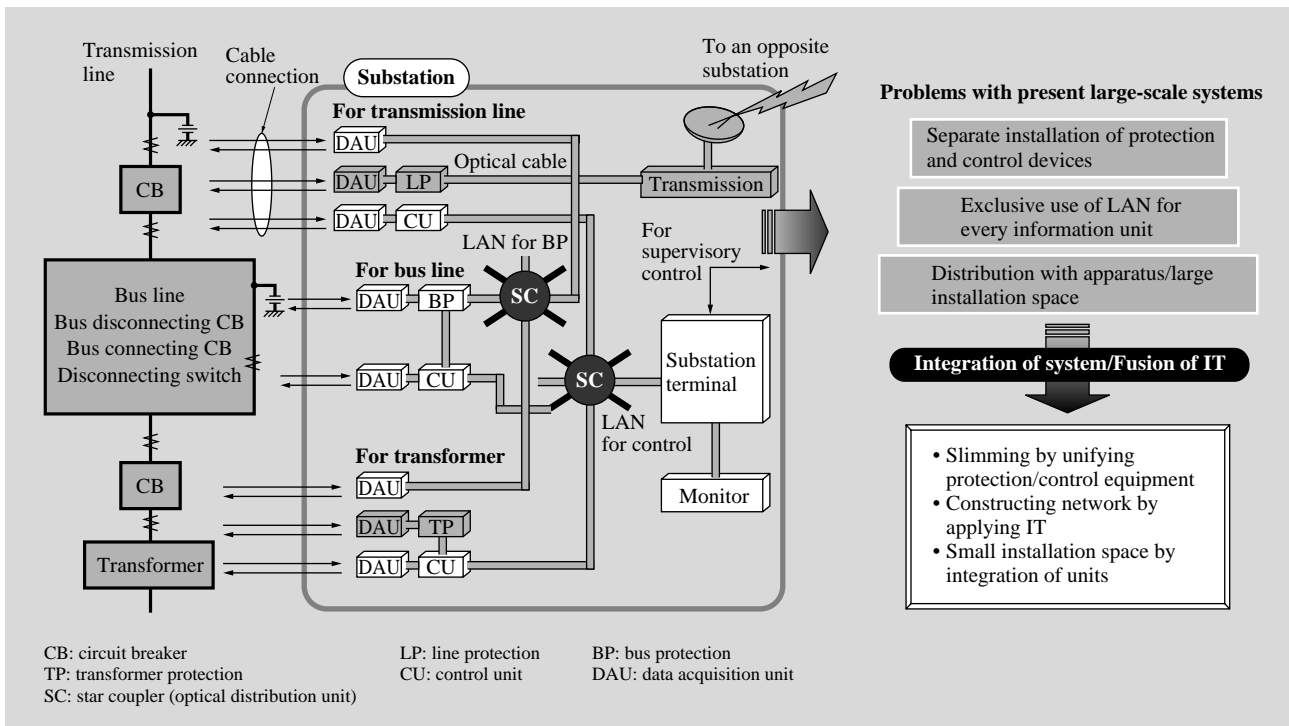 Transmission
line
Cable
connection
Substation
To an opposite
substation
For transmission line
DAU
Optical cable
DAU
LP
Transmission
CB
DAU
CU
LAN for BP
For
supervisory
control
For bus line
DAU
BP
SC
Bus line
Bus disconnecting CB
Bus connecting CB
Disconnecting switch
DAU
CU
SC
Substation
terminal
LAN
for control
For transformer
CB
DAU
Monitor
DAU
TP
Transformer
DAU
CU
Problems with present large-scale systems
Separate installation of protection
and control devices
Exclusive use of LAN for
every information unit
Distribution with apparatus/large
installation space
Integration of system/Fusion of IT
• Slimming by unifying
protection/control equipment
• Constructing network by
applying IT
• Small installation space by
integration of units
CB: circuit breaker
LP: line protection
BP: bus protection
TP: transformer protection
CU: control unit
DAU: data acquisition unit
SC: star coupler (optical distribution unit)